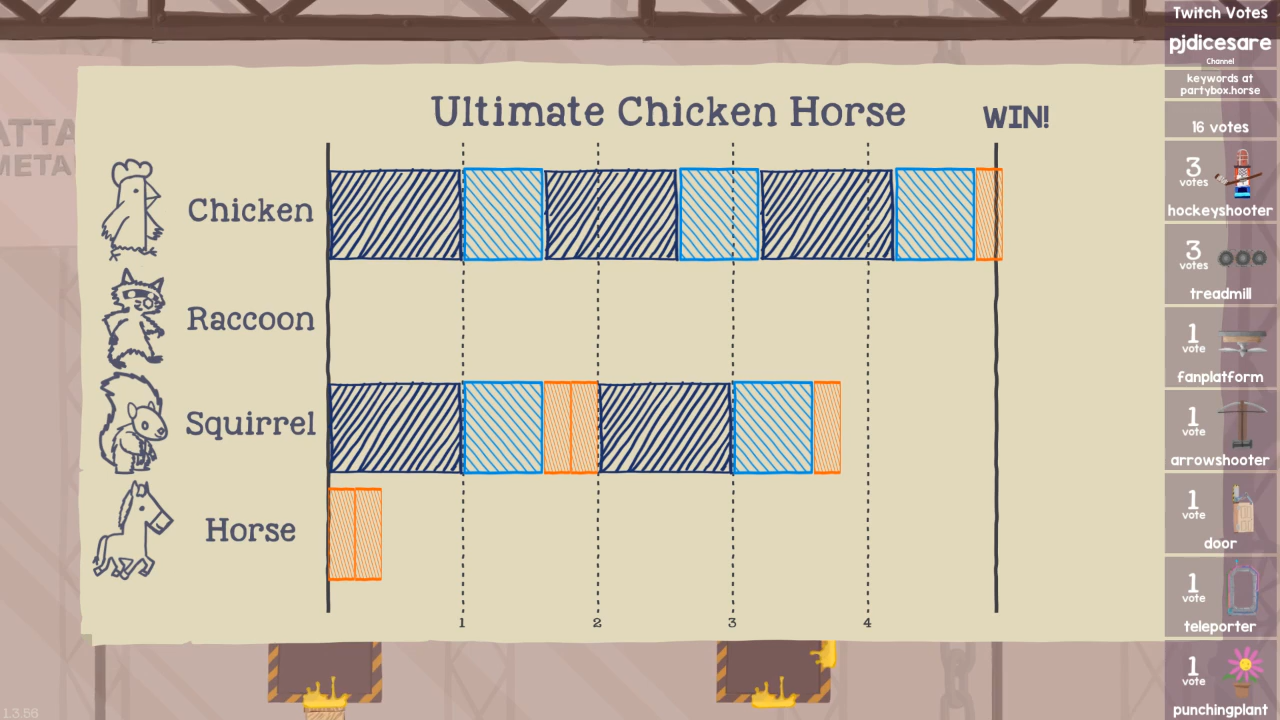 Ultimate Chicken Horse
WIN!
Chicken
Raccoon
Squirrel
Horse
1
2
3
4
ATTA
META
1.3.56
Twitch Votes
pjdicesare
Channel
keywords at
partybox.horse
16 votes
3
votes
hockeyshooter
3
votes
treadmill
1
vote
fanplatform
1
vote
arrowshooter
1
vote
door
1
vote
teleporter
1
vote
punchingplant